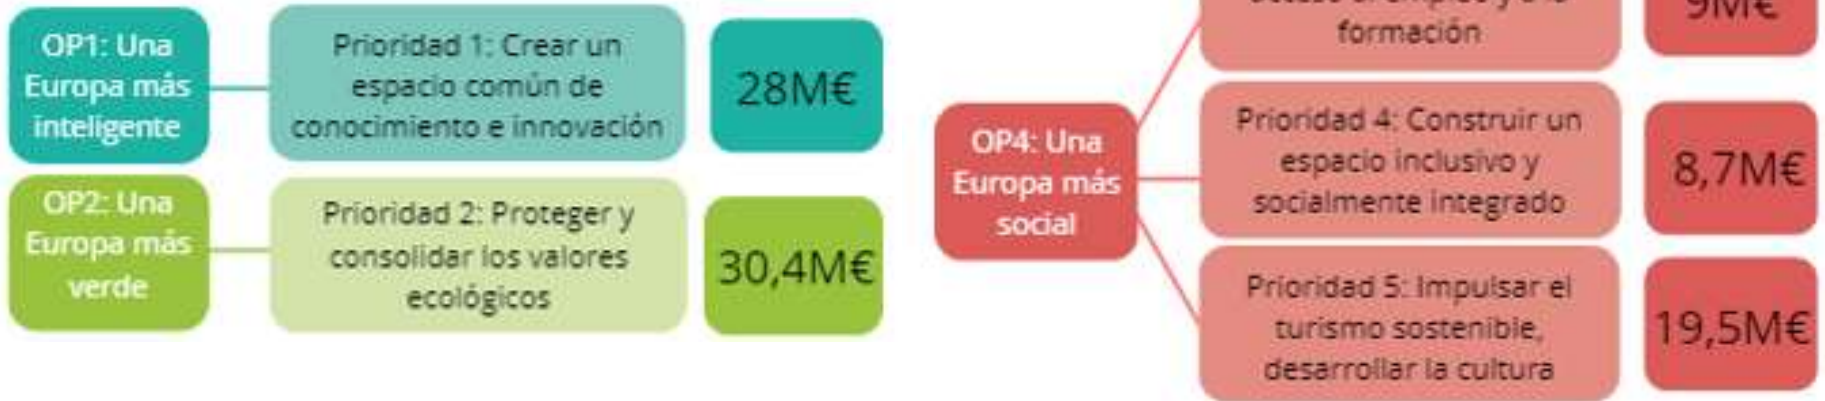 OP1: Una
Europa más
inteligente
Prioridad 1: Crear un
espacio común de
conocimiento e innovación
28M€
OP2: Una
Europa más
verde
Prioridad 2: Proteger y
consolidar los valores
ecológicos
30,4M€
OP4: Una
Europa más
social
formación
9M€
Prioridad 4: Construir un
espacio inclusivo y
socialmente integrado
8,7M€
Prioridad 5: Impulsar el
turismo sostenible,
desarrollar la cultura
19,5M€